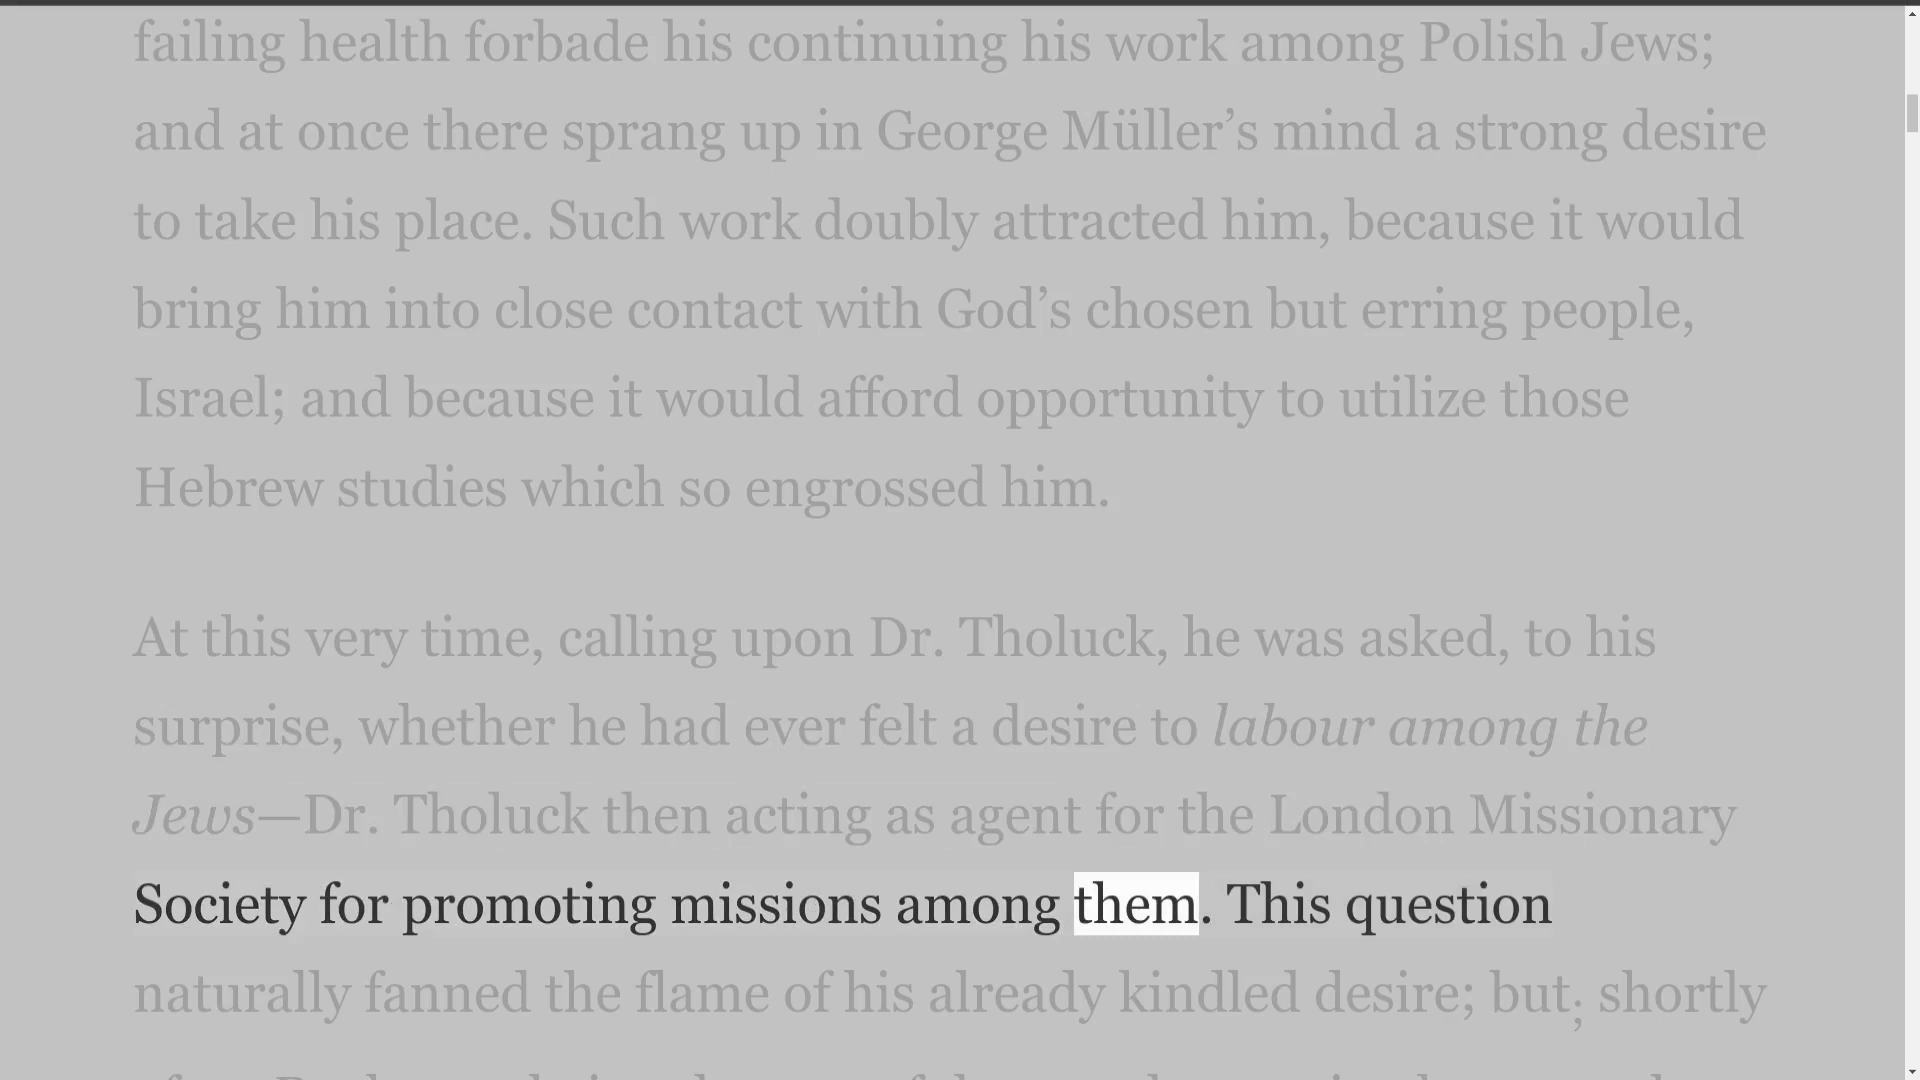 failing health forbade his continuing his work among Polish Jews;
and at once there sprang up in George Müller’s mind a strong desire
to take his place. Such work doubly attracted him, because it would
bring him into close contact with God’s chosen but erring people,
Israel; and because it would afford opportunity to utilize those
Hebrew studies which so engrossed him.
At this very time, calling upon Dr. Tholuck, he was asked, to his
surprise, whether he had ever felt a desire to labour among the
Jews—Dr. Tholuck then acting as agent for the London Missionary
Society for promoting missions among them. This question
naturally fanned the flame of his already kindled desire; but, shortly